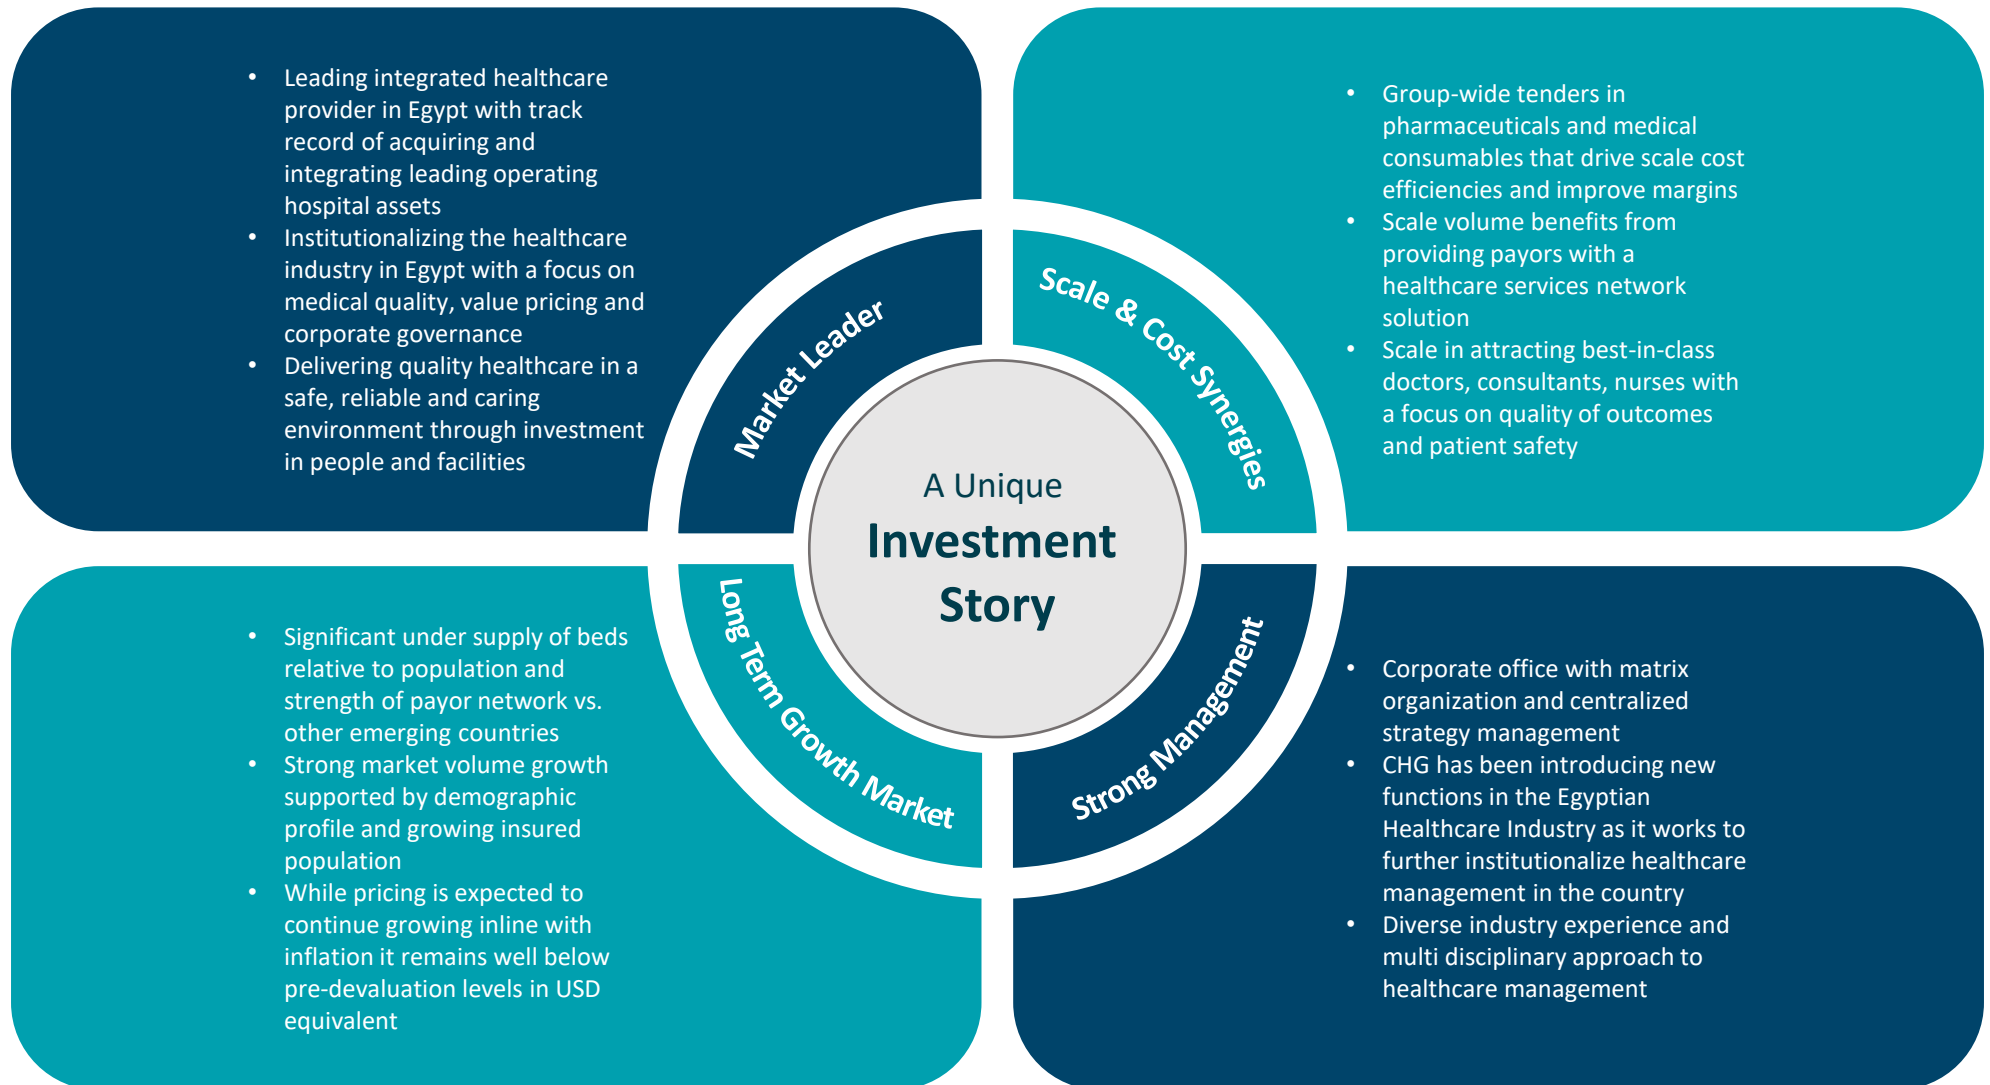 • Leading integrated healthcare
provider in Egypt with track
record of acquiring and
integrating leading operating
hospital assets
• Institutionalizing the healthcare
industry in Egypt with a focus on
medical quality, value pricing and
corporate governance
• Delivering quality healthcare in a
safe, reliable and caring
environment through investment
in people and facilities
Market Leader
• Group-wide tenders in
pharmaceuticals and medical
consumables that drive scale cost
efficiencies and improve margins
• Scale volume benefits from
providing payors with a
healthcare services network
solution
• Scale in attracting best-in-class
doctors, consultants, nurses with
a focus on quality of outcomes
and patient safety
Scale & Cost Synergies
A Unique
Investment
Story
• Significant under supply of beds
relative to population and
strength of payor network vs.
other emerging countries
• Strong market volume growth
supported by demographic
profile and growing insured
population
• While pricing is expected to
continue growing inline with
inflation it remains well below
pre-devaluation levels in USD
equivalent
Long Term Growth Market
Strong Management
• Corporate office with matrix
organization and centralized
strategy management
• CHG has been introducing new
functions in the Egyptian
Healthcare Industry as it works to
further institutionalize healthcare
management in the country
• Diverse industry experience and
multi disciplinary approach to
healthcare management